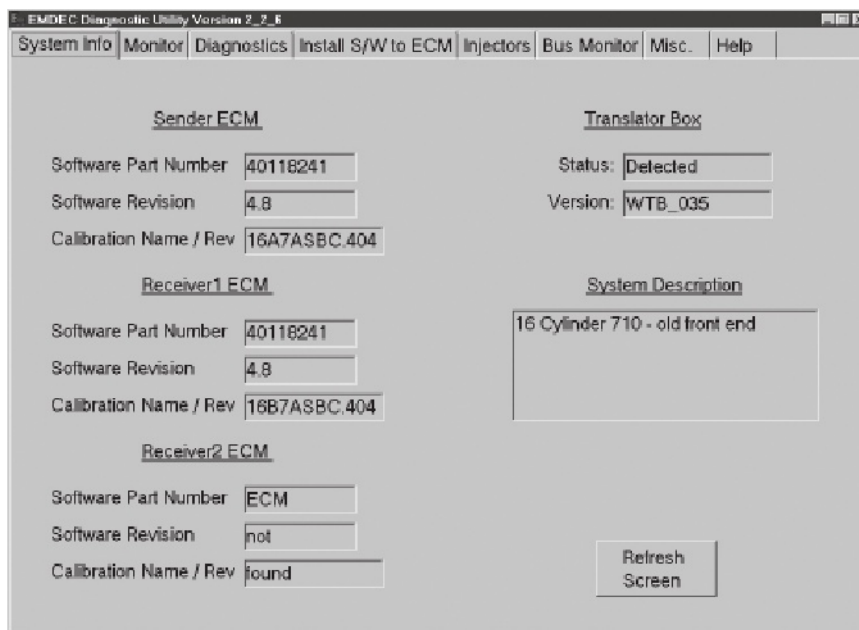 EMDEC Diagnostic Utility Version 2_2_6
System Info Monitor Diagnostics Install S/W to ECM Injectors Bus Monitor Misc. Help
Sender ECM
Software Part Number 40118241
Software Revision 4.8
Calibration Name / Rev 16A7ASBC.404
Receiver1 ECM
Software Part Number 40118241
Software Revision 4.8
Calibration Name / Rev 16B7ASBC.404
Receiver2 ECM
Software Part Number ECM
Software Revision not
Calibration Name / Rev found
Translator Box
Status: Detected
Version: WTB_035
System Description
16 Cylinder 710 - old front end
Refresh
Screen